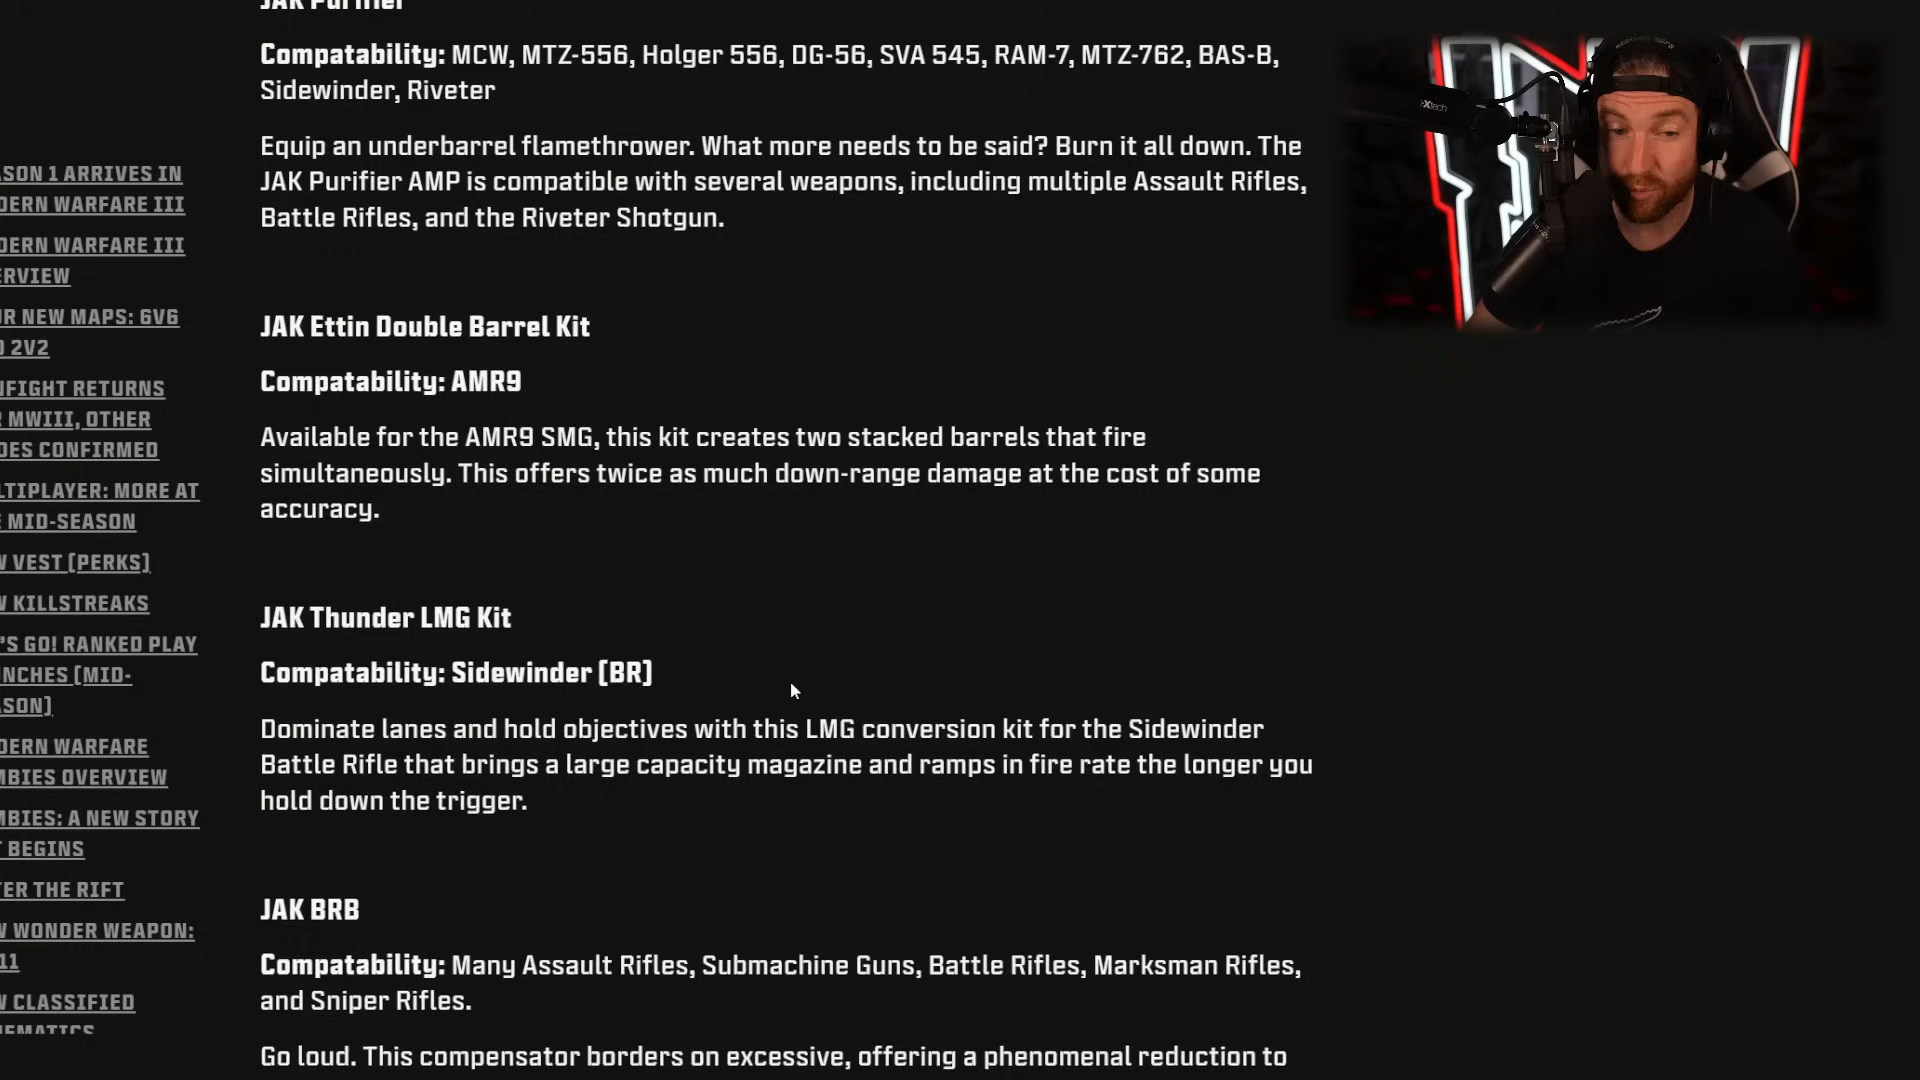 JAK Purifier
Compatability: MCW, MTZ-556, Holger 556, DG-56, SVA 545, RAM-7, MTZ-762, BAS-B,
Sidewinder, Riveter
Equip an underbarrel flamethrower. What more needs to be said? Burn it all down. The
JAK Purifier AMP is compatible with several weapons, including multiple Assault Rifles,
Battle Rifles, and the Riveter Shotgun.
JAK Ettin Double Barrel Kit
Compatability: AMR9
Available for the AMR9 SMG, this kit creates two stacked barrels that fire
simultaneously. This offers twice as much down-range damage at the cost of some
accuracy.
JAK Thunder LMG Kit
Compatability: Sidewinder [BR]
Dominate lanes and hold objectives with this LMG conversion kit for the Sidewinder
Battle Rifle that brings a large capacity magazine and ramps in fire rate the longer you
hold down the trigger.
JAK BRB
Compatability: Many Assault Rifles, Submachine Guns, Battle Rifles, Marksman Rifles,
and Sniper Rifles.
Go loud. This compensator borders on excessive, offering a phenomenal reduction to
ASON 1 ARRIVES IN
DERN WARFARE III
DERN WARFARE III
ERVIEW
R NEW MAPS: 6V6
D 2V2
NFIGHT RETURNS
R MWIII, OTHER
DES CONFIRMED
LTIPLAYER: MORE AT
E MID-SEASON
W VEST [PERKS]
W KILLSTREAKS
'S GO! RANKED PLAY
NCHES [MID-
SON]
DERN WARFARE
MBIES OVERVIEW
MBIES: A NEW STORY
T BEGINS
TER THE RIFT
W WONDER WEAPON:
11
W CLASSIFIED
HEMATICS